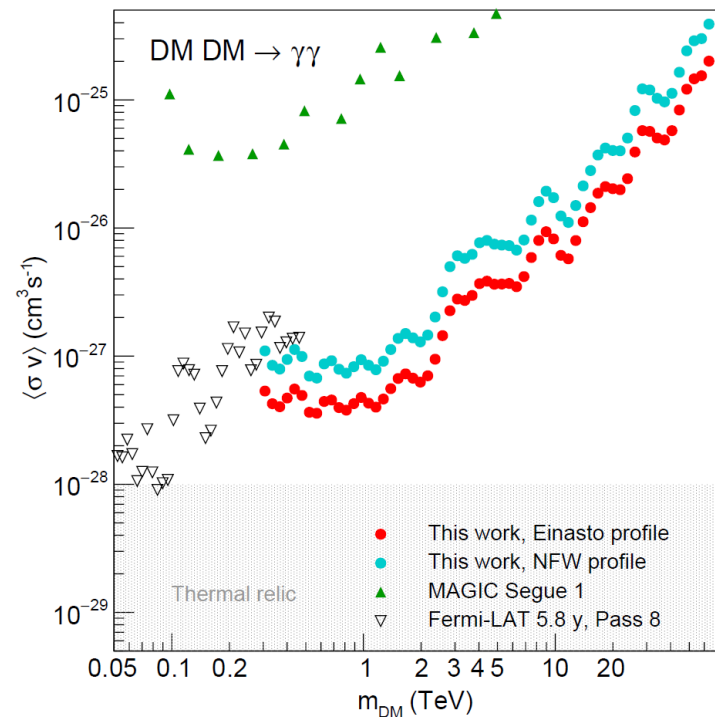 DM DM → γγ
10⁻²⁵
10⁻²⁶
10⁻²⁷
10⁻²⁸
10⁻²⁹
⟨σ v⟩ (cm³s⁻¹)
This work, Einasto profile
This work, NFW profile
MAGIC Segue 1
Fermi-LAT 5.8 y, Pass 8
Thermal relic
0.05 0.1 0.2 1 2 3 4 5 10 20
m_DM (TeV)